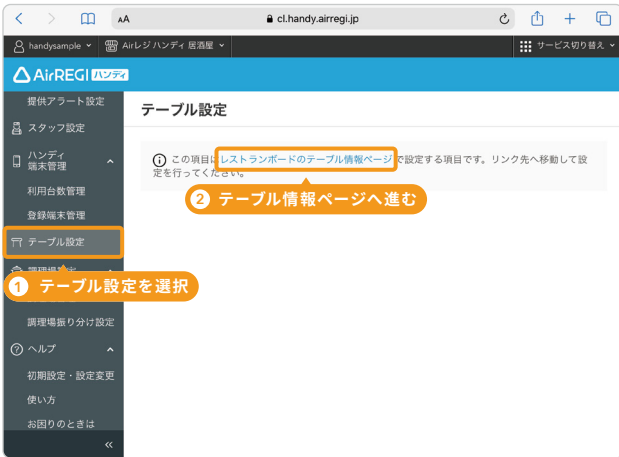 AA
cl.handy.airregi.jp
handysample
Airレジ ハンディ 居酒屋
サービス切り替え
AirREGI ハンディ
提供アラート設定
スタッフ設定
ハンディ
端末管理
利用台数管理
登録端末管理
テーブル設定
調理場振り分け設定
ヘルプ
初期設定・設定変更
使い方
お困りのときは
«
テーブル設定
この項目はレストランボードのテーブル情報ページで設定する項目です。リンク先へ移動して設
定を行ってください。
2 テーブル情報ページへ進む
1 テーブル設定を選択